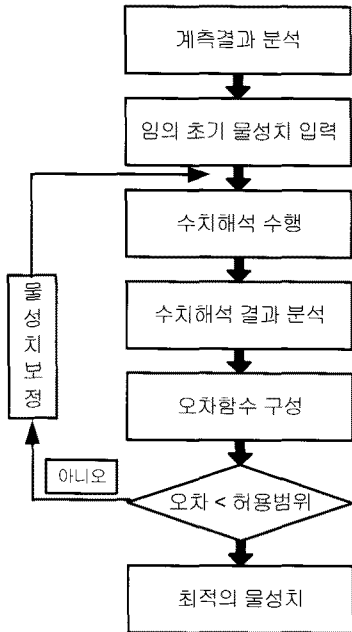 계측결과 분석
임의 초기 물성치 입력
수치해석 수행
수치해석 결과 분석
오차함수 구성
오차 < 허용범위
아니오
물
성
치
보
정
최적의 물성치